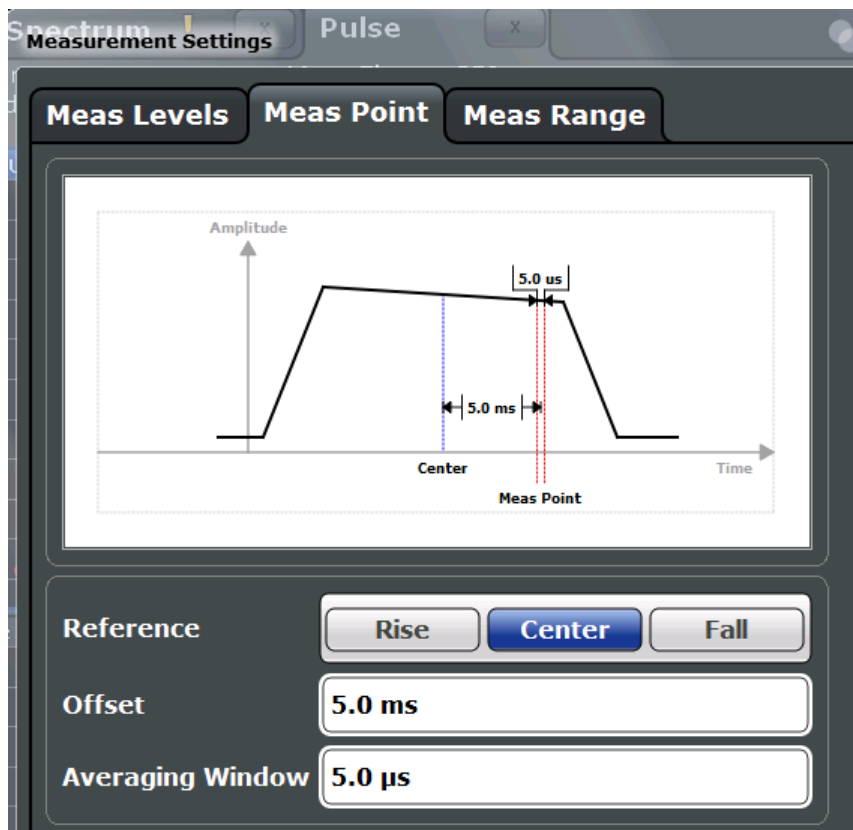 Spectrum
Pulse
x
x
Measurement Settings
Meas Levels
Meas Point
Meas Range
Amplitude
5.0 us
5.0 ms
Center
Time
Meas Point
Reference
Rise
Center
Fall
Offset
5.0 ms
Averaging Window
5.0 µs